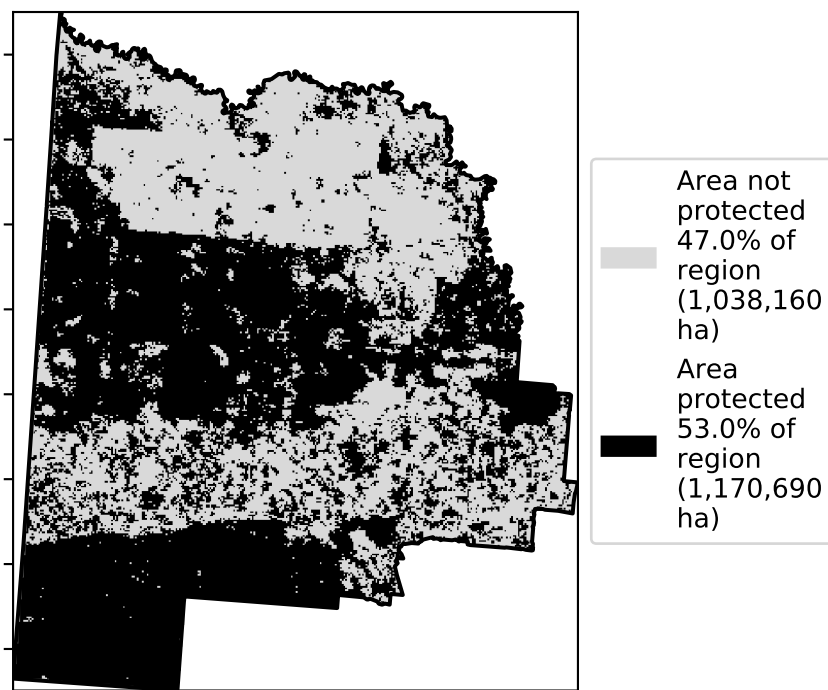 Area not
protected
47.0% of
region
(1,038,160
ha)
Area
protected
53.0% of
region
(1,170,690
ha)